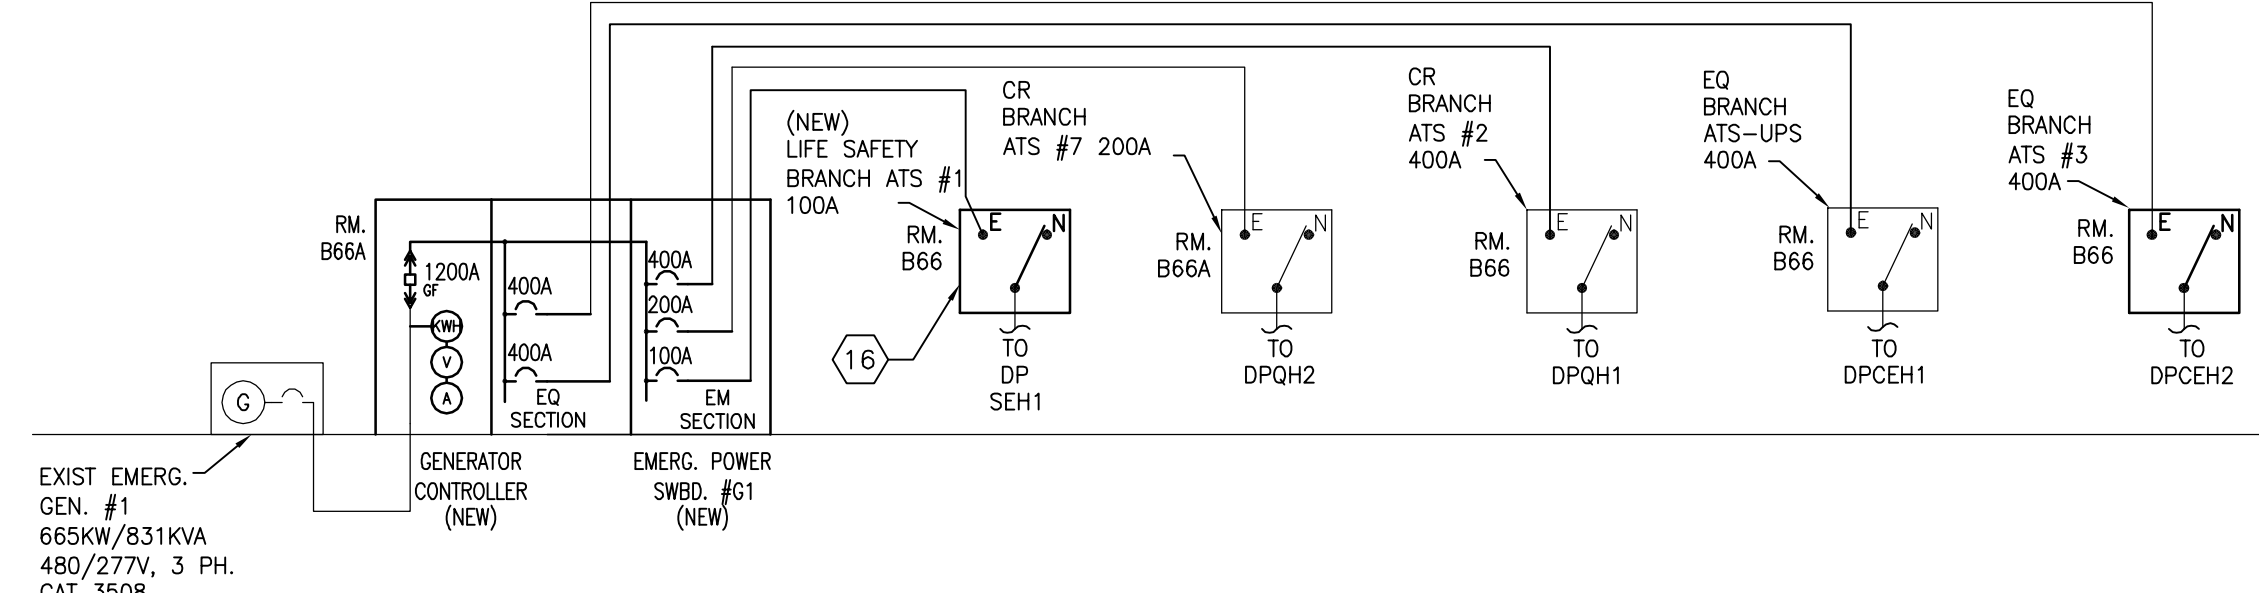 EXIST EMERG.
GEN. #1
665KW/831KVA
480/277V, 3 PH.
CAT 3508
G
RM.
B66A
1200A
GF
KWH
V
A
GENERATOR
CONTROLLER
(NEW)
400A
400A
EQ
SECTION
400A
200A
100A
EM
SECTION
EMERG. POWER
SWBD. #G1
(NEW)
(NEW)
LIFE SAFETY
BRANCH ATS #1
100A
RM.
B66
E N
16
TO
DP
SEH1
CR
BRANCH
ATS #7 200A
RM.
B66A
E N
TO
DPQH2
CR
BRANCH
ATS #2
400A
RM.
B66
E N
TO
DPQH1
EQ
BRANCH
ATS-UPS
400A
RM.
B66
E N
TO
DPCEH1
EQ
BRANCH
ATS #3
400A
RM.
B66
E N
TO
DPCEH2